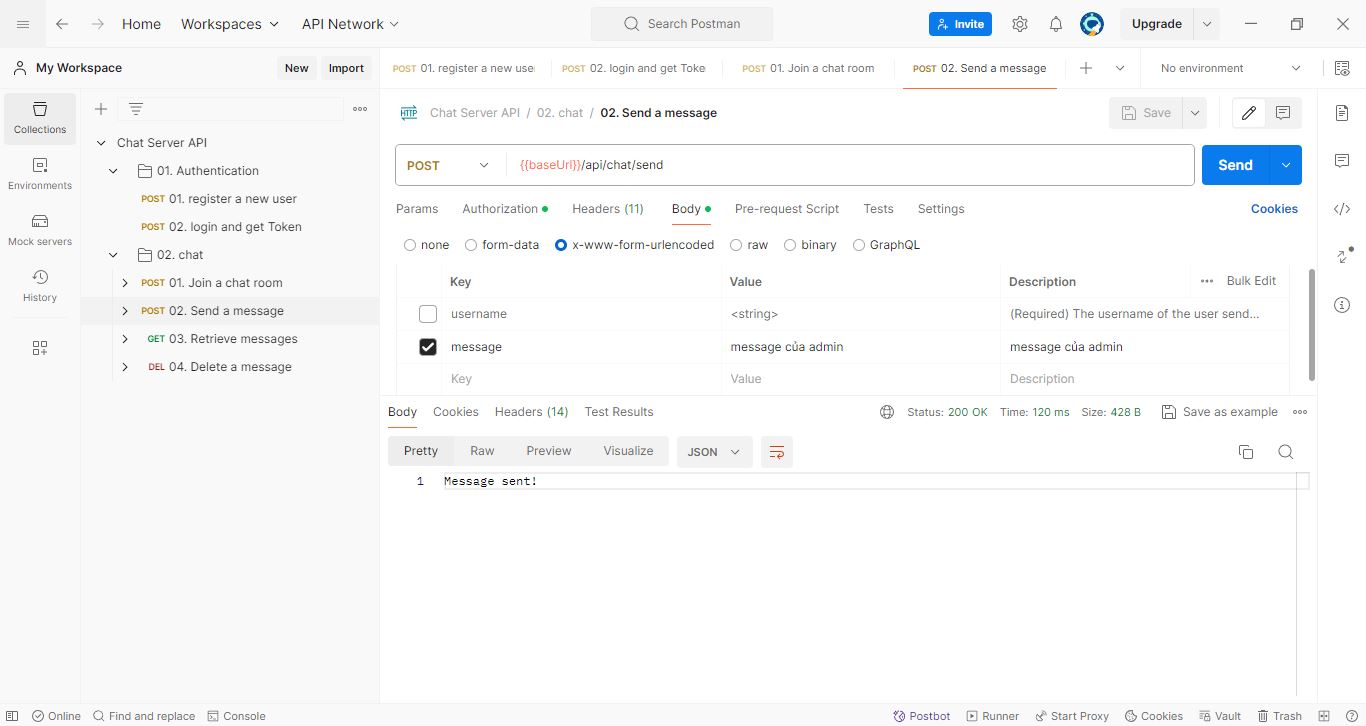 Home Workspaces API Network Search Postman Invite Upgrade
My Workspace New Import POST 01. register a new use POST 02. login and get Toke POST 01. Join a chat room POST 02. Send a message No environment
Collections
Environments
Mock servers
History
Chat Server API
01. Authentication
POST 01. register a new user
POST 02. login and get Token
02. chat
POST 01. Join a chat room
POST 02. Send a message
GET 03. Retrieve messages
DEL 04. Delete a message
HTTP Chat Server API / 02. chat / 02. Send a message Save
POST {{baseUrl}}/api/chat/send Send
Params Authorization Headers (11) Body Pre-request Script Tests Settings Cookies
none form-data x-www-form-urlencoded raw binary GraphQL
Key Value Description Bulk Edit
username <string> (Required) The username of the user send...
message message của admin message của admin
Key Value Description
Body Cookies Headers (14) Test Results Status: 200 OK Time: 120 ms Size: 428 B Save as example
Pretty Raw Preview Visualize JSON
1 Message sent!
Online Find and replace Console Postbot Runner Start Proxy Cookies Vault Trash